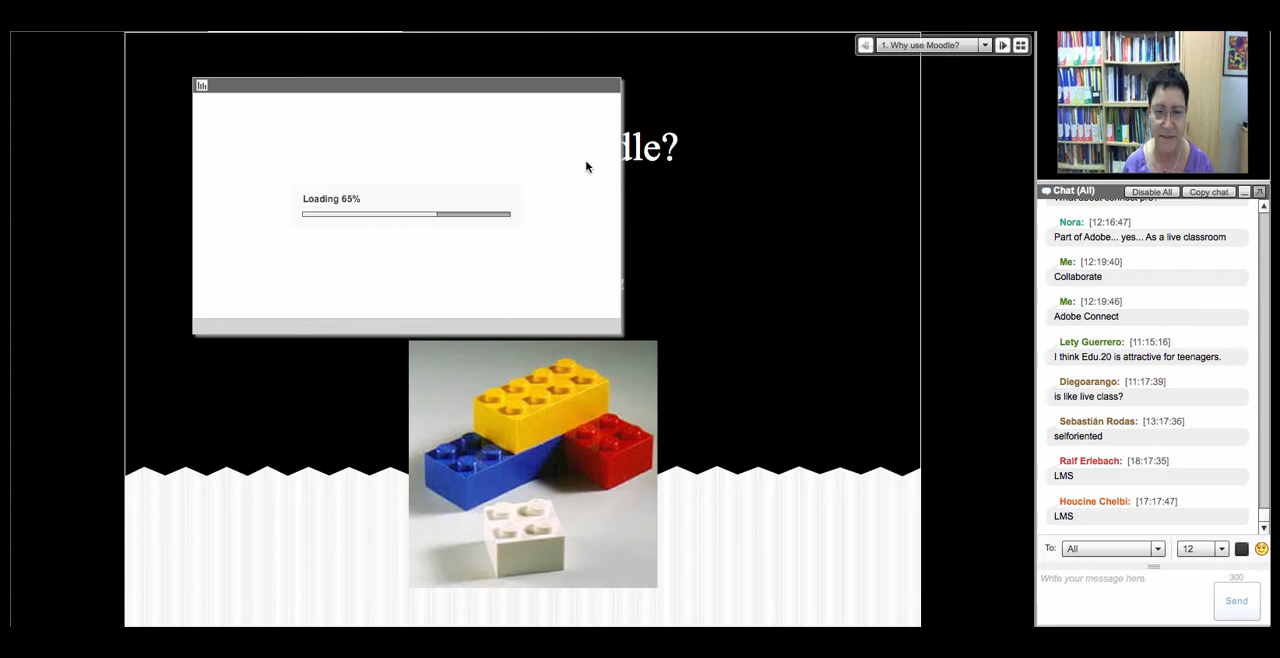 1. Why use Moodle?
Loading 65%
dle?
Chat (All)
Disable All
Copy chat
What about connect pro?
Nora: [12:16:47]
Part of Adobe... yes... As a live classroom
Me: [12:19:40]
Collaborate
Me: [12:19:46]
Adobe Connect
Lety Guerrero: [11:15:16]
I think Edu.20 is attractive for teenagers.
Diegoarango: [11:17:39]
is like live class?
Sebastián Rodas: [13:17:36]
selforiented
Ralf Erlebach: [18:17:35]
LMS
Houcine Chelbi: [17:17:47]
LMS
To: All 12
Write your message here. 300
Send